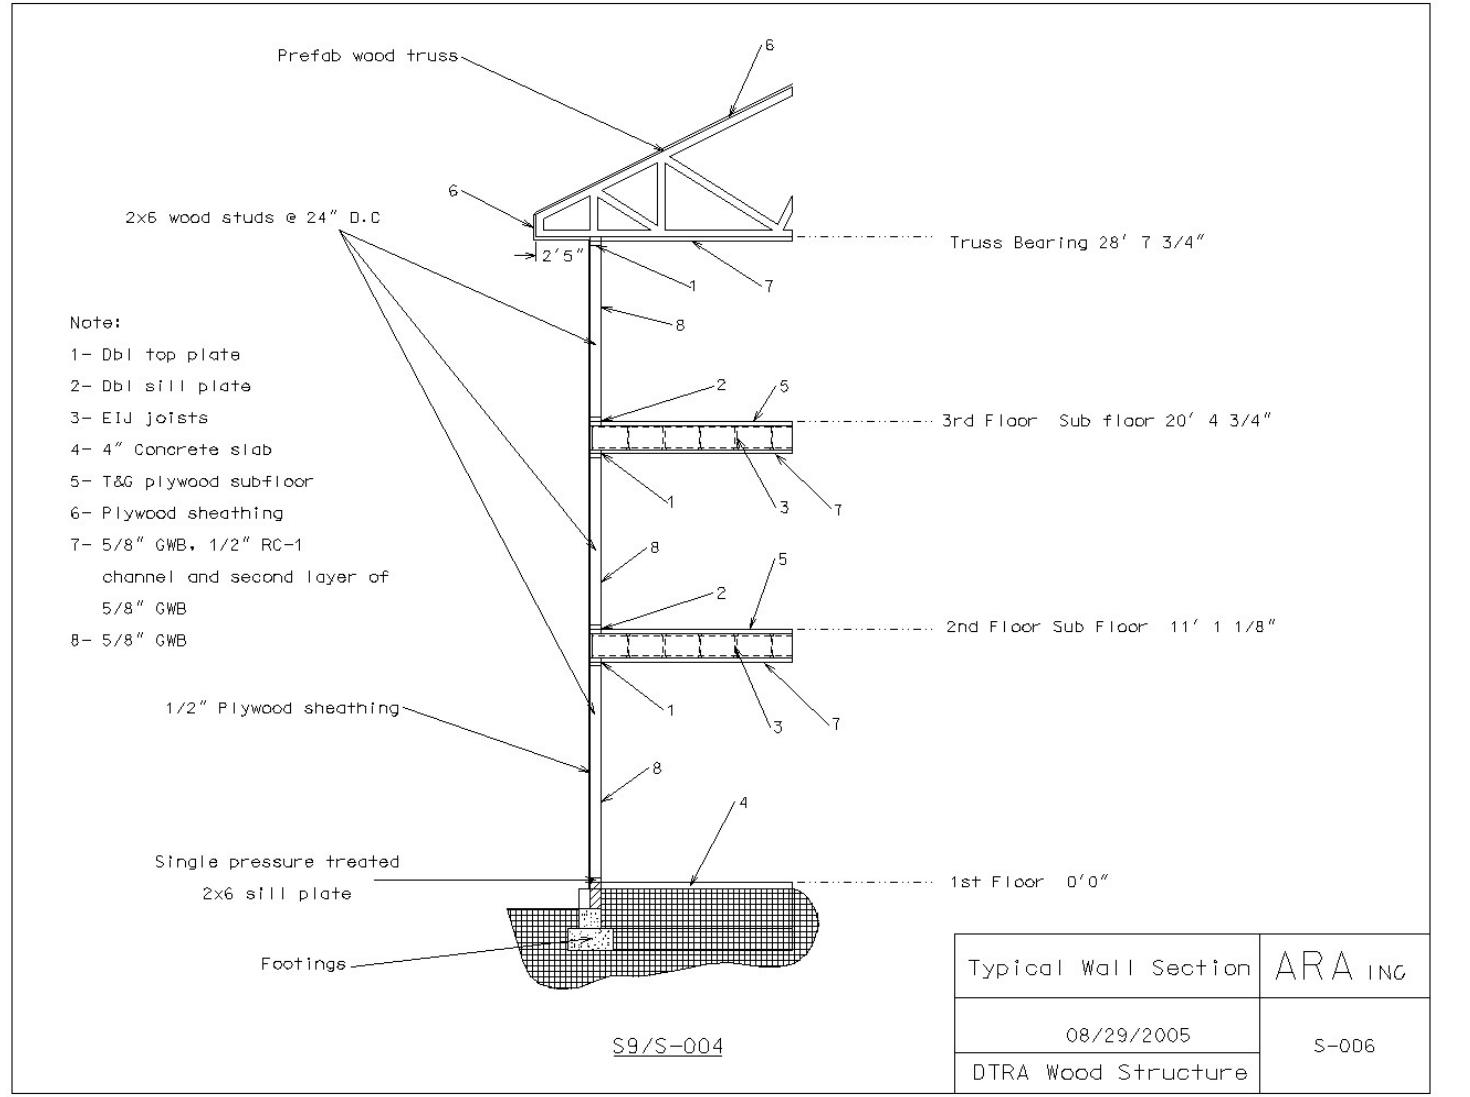 Prefab wood truss
6
6
2x6 wood studs @ 24" O.C
Truss Bearing 28' 7 3/4"
2'5"
1
7
8
Note:
1- Dbl top plate
2- Dbl sill plate
3- EIJ joists
4- 4" Concrete slab
5- T&G plywood subfloor
6- Plywood sheathing
7- 5/8" GWB, 1/2" RC-1
channel and second layer of
5/8" GWB
8- 5/8" GWB
2
5
3rd Floor Sub floor 20' 4 3/4"
1
3
7
8
5
2
2nd Floor Sub Floor 11' 1 1/8"
1
3
7
1/2" Plywood sheathing
8
4
Single pressure treated
2x6 sill plate
1st Floor 0'0"
Footings
S9/S-004
Typical Wall Section
ARA INC
08/29/2005
S-006
DTRA Wood Structure